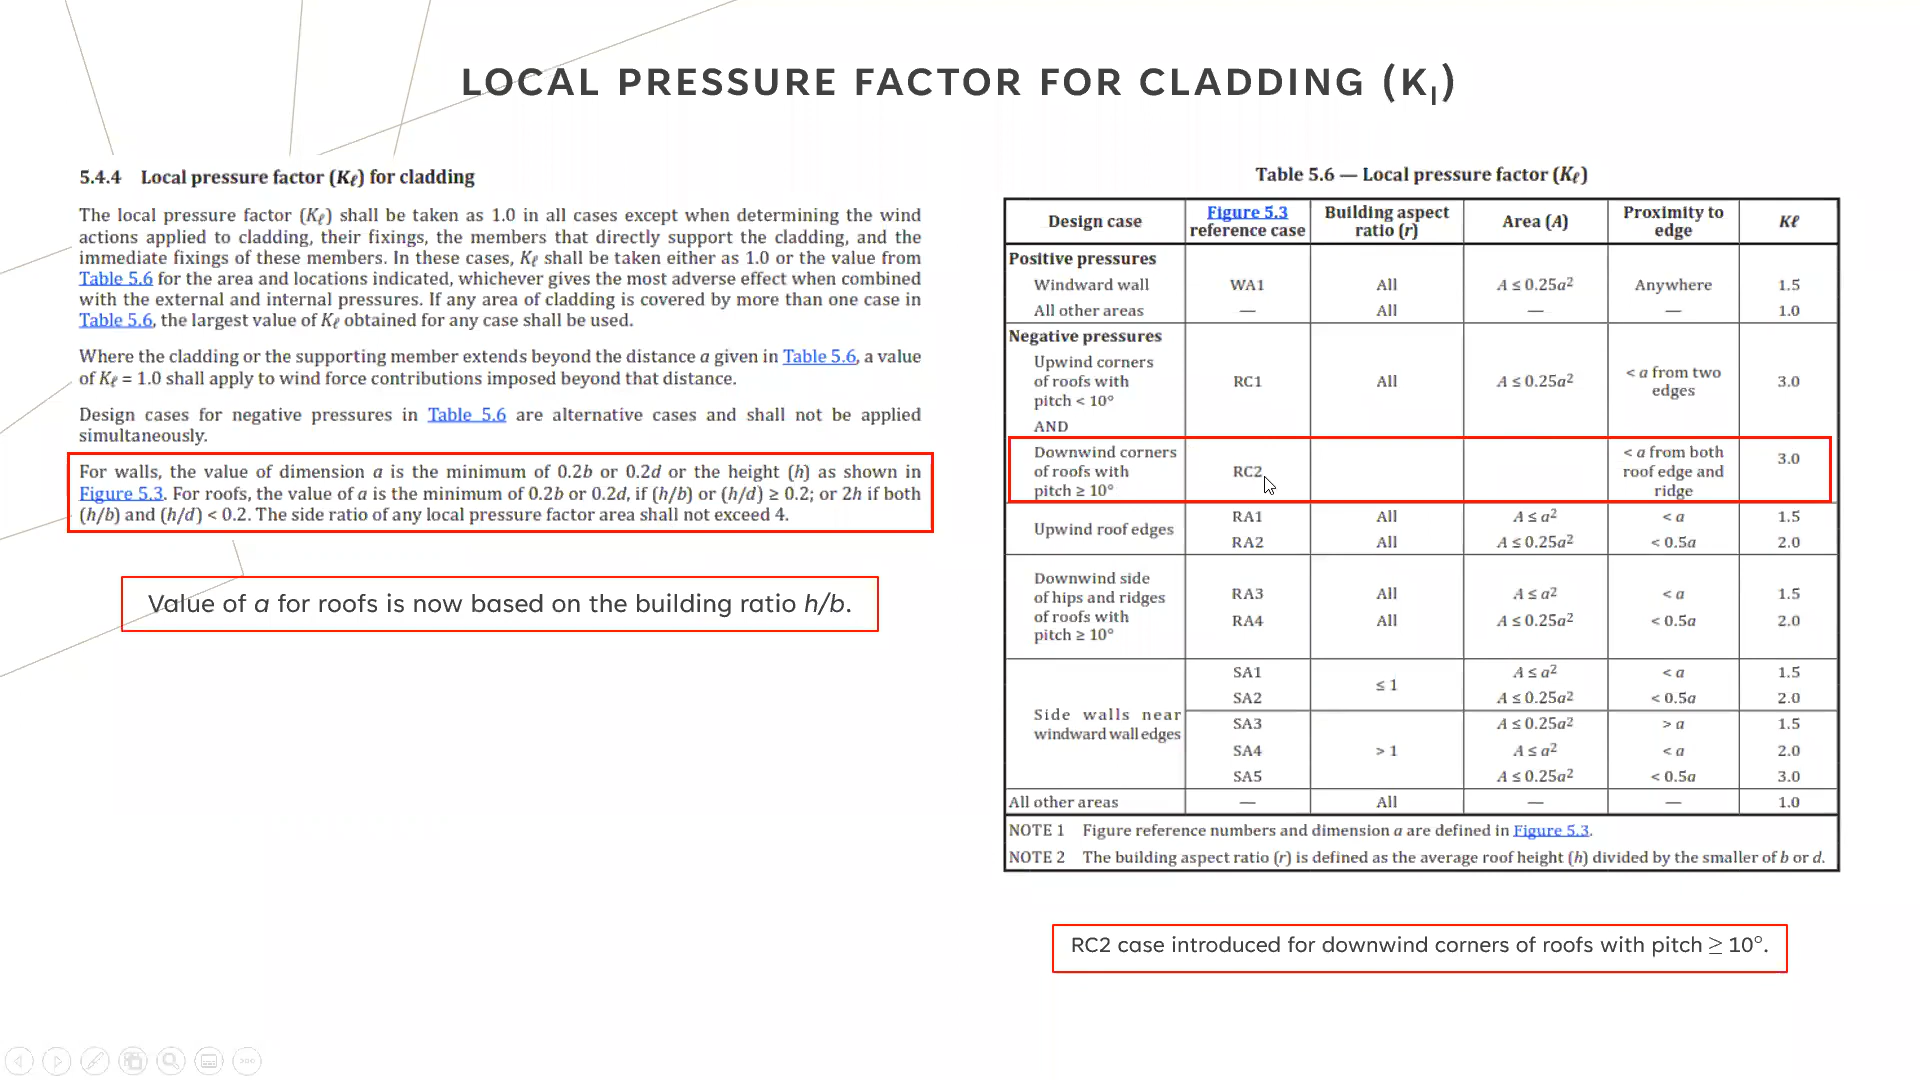 LOCAL PRESSURE FACTOR FOR CLADDING (Kl)
5.4.4 Local pressure factor (Kℓ) for cladding
The local pressure factor (Kℓ) shall be taken as 1.0 in all cases except when determining the wind
actions applied to cladding, their fixings, the members that directly support the cladding, and the
immediate fixings of these members. In these cases, Kℓ shall be taken either as 1.0 or the value from
Table 5.6 for the area and locations indicated, whichever gives the most adverse effect when combined
with the external and internal pressures. If any area of cladding is covered by more than one case in
Table 5.6, the largest value of Kℓ obtained for any case shall be used.
Where the cladding or the supporting member extends beyond the distance a given in Table 5.6, a value
of Kℓ = 1.0 shall apply to wind force contributions imposed beyond that distance.
Design cases for negative pressures in Table 5.6 are alternative cases and shall not be applied
simultaneously.
For walls, the value of dimension a is the minimum of 0.2b or 0.2d or the height (h) as shown in
Figure 5.3. For roofs, the value of a is the minimum of 0.2b or 0.2d, if (h/b) or (h/d) ≥ 0.2; or 2h if both
(h/b) and (h/d) < 0.2. The side ratio of any local pressure factor area shall not exceed 4.
Value of a for roofs is now based on the building ratio h/b.
Table 5.6 — Local pressure factor (Kℓ)
Design case Figure 5.3 reference case Building aspect ratio (r) Area (A) Proximity to edge Kℓ
Positive pressures
Windward wall WA1 All A ≤ 0.25a² Anywhere 1.5
All other areas — All — — 1.0
Negative pressures
Upwind corners
of roofs with
pitch < 10° RC1 All A ≤ 0.25a² < a from two edges 3.0
AND
Downwind corners
of roofs with
pitch ≥ 10° RC2 < a from both roof edge and ridge 3.0
Upwind roof edges RA1 All A ≤ a² < a 1.5
RA2 All A ≤ 0.25a² < 0.5a 2.0
Downwind side
of hips and ridges
of roofs with
pitch ≥ 10° RA3 All A ≤ a² < a 1.5
RA4 All A ≤ 0.25a² < 0.5a 2.0
Side walls near
windward wall edges SA1 ≤ 1 A ≤ a² < a 1.5
SA2 A ≤ 0.25a² < 0.5a 2.0
SA3 > 1 A ≤ 0.25a² > a 1.5
SA4 A ≤ a² < a 2.0
SA5 A ≤ 0.25a² < 0.5a 3.0
All other areas — All — — 1.0
NOTE 1 Figure reference numbers and dimension a are defined in Figure 5.3.
NOTE 2 The building aspect ratio (r) is defined as the average roof height (h) divided by the smaller of b or d.
RC2 case introduced for downwind corners of roofs with pitch ≥ 10°.